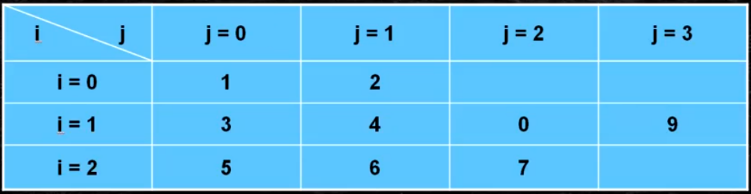 i j j = 0 j = 1 j = 2 j = 3
i = 0 1 2
i = 1 3 4 0 9
i = 2 5 6 7